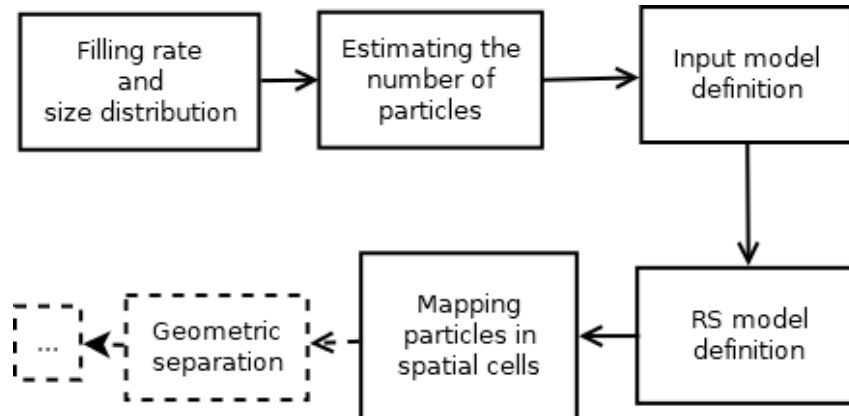 Filling rate
and
size distribution
Estimating the
number of
particles
Input model
definition
RS model
definition
Mapping
particles in
spatial cells
Geometric
separation
...